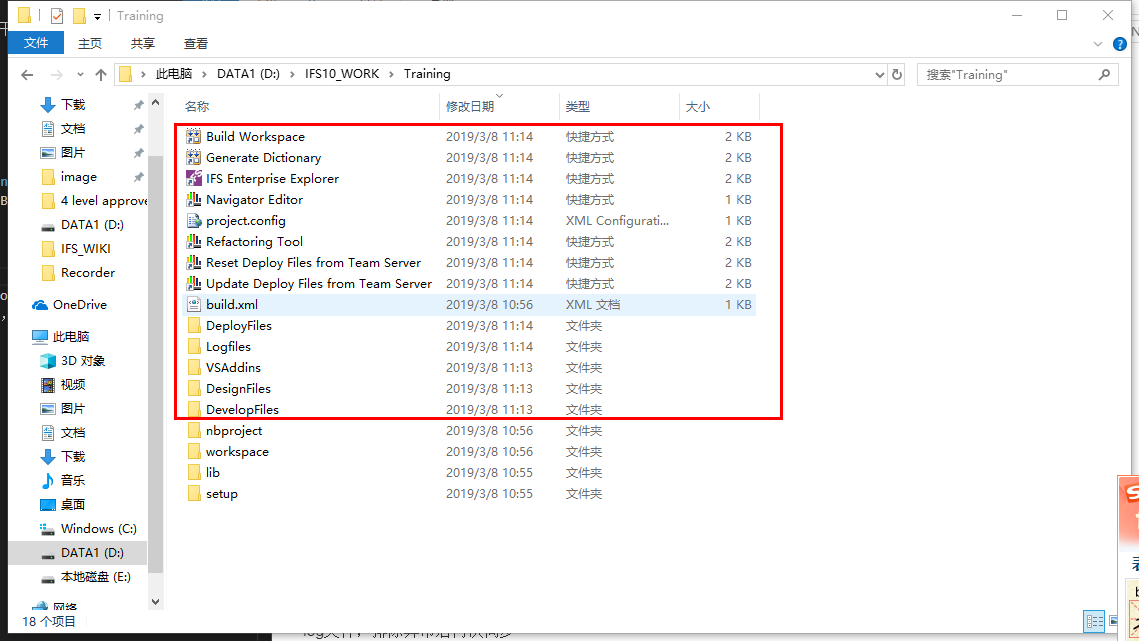 Training
文件 主页 共享 查看
此电脑 DATA1 (D:) IFS10_WORK Training 搜索"Training"
名称 修改日期 类型 大小
下载
文档
图片
image
4 level approve
DATA1 (D:)
IFS_WIKI
Recorder
OneDrive
此电脑
3D 对象
视频
图片
文档
下载
音乐
桌面
Windows (C:)
DATA1 (D:)
本地磁盘 (E:)
网络
Build Workspace 2019/3/8 11:14 快捷方式 2 KB
Generate Dictionary 2019/3/8 11:14 快捷方式 2 KB
IFS Enterprise Explorer 2019/3/8 11:14 快捷方式 2 KB
Navigator Editor 2019/3/8 11:14 快捷方式 1 KB
project.config 2019/3/8 11:14 XML Configurati... 1 KB
Refactoring Tool 2019/3/8 11:14 快捷方式 2 KB
Reset Deploy Files from Team Server 2019/3/8 11:14 快捷方式 2 KB
Update Deploy Files from Team Server 2019/3/8 11:14 快捷方式 2 KB
build.xml 2019/3/8 10:56 XML 文档 1 KB
DeployFiles 2019/3/8 11:14 文件夹
Logfiles 2019/3/8 11:14 文件夹
VSAddins 2019/3/8 11:13 文件夹
DesignFiles 2019/3/8 11:13 文件夹
DevelopFiles 2019/3/8 11:13 文件夹
nbproject 2019/3/8 10:56 文件夹
workspace 2019/3/8 10:56 文件夹
lib 2019/3/8 10:55 文件夹
setup 2019/3/8 10:55 文件夹
18 个项目